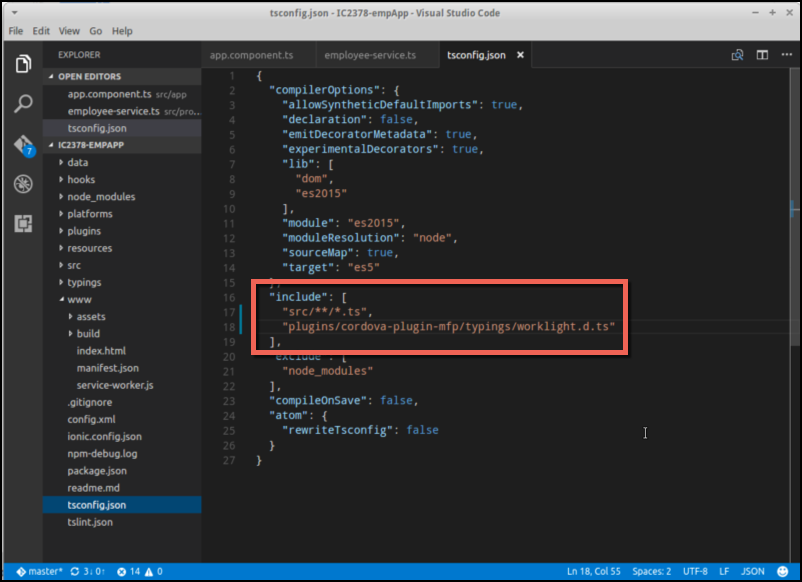 tsconfig.json - IC2378-empApp - Visual Studio Code
File Edit View Go Help
EXPLORER
OPEN EDITORS
app.component.ts src/app
employee-service.ts src/pro...
tsconfig.json
IC2378-EMPAPP
data
hooks
node_modules
platforms
plugins
resources
src
typings
www
assets
build
index.html
manifest.json
service-worker.js
.gitignore
config.xml
ionic.config.json
npm-debug.log
package.json
readme.md
tsconfig.json
tslint.json
7
app.component.ts employee-service.ts tsconfig.json ×
1 {
2 "compilerOptions": {
3 "allowSyntheticDefaultImports": true,
4 "declaration": false,
5 "emitDecoratorMetadata": true,
6 "experimentalDecorators": true,
7 "lib": [
8 "dom",
9 "es2015"
10 ],
11 "module": "es2015",
12 "moduleResolution": "node",
13 "sourceMap": true,
14 "target": "es5"
15 },
16 "include": [
17 "src/**/*.ts",
18 "plugins/cordova-plugin-mfp/typings/worklight.d.ts"
19 ],
20 "exclude": [
21 "node_modules"
22 ],
23 "compileOnSave": false,
24 "atom": {
25 "rewriteTsconfig": false
26 }
27 }
master* 3↓ 0↑ 14 0 Ln 18, Col 55 Spaces: 2 UTF-8 LF JSON